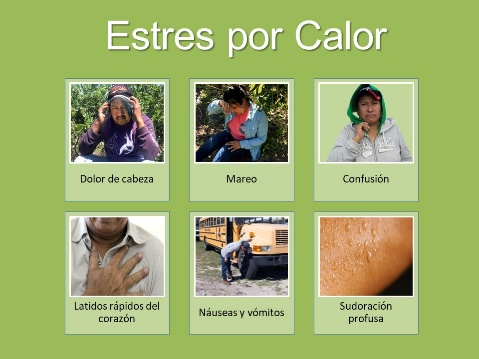 Estres por Calor
Dolor de cabeza
Mareo
Confusión
Latidos rápidos del
corazón
Náuseas y vómitos
Sudoración
profusa